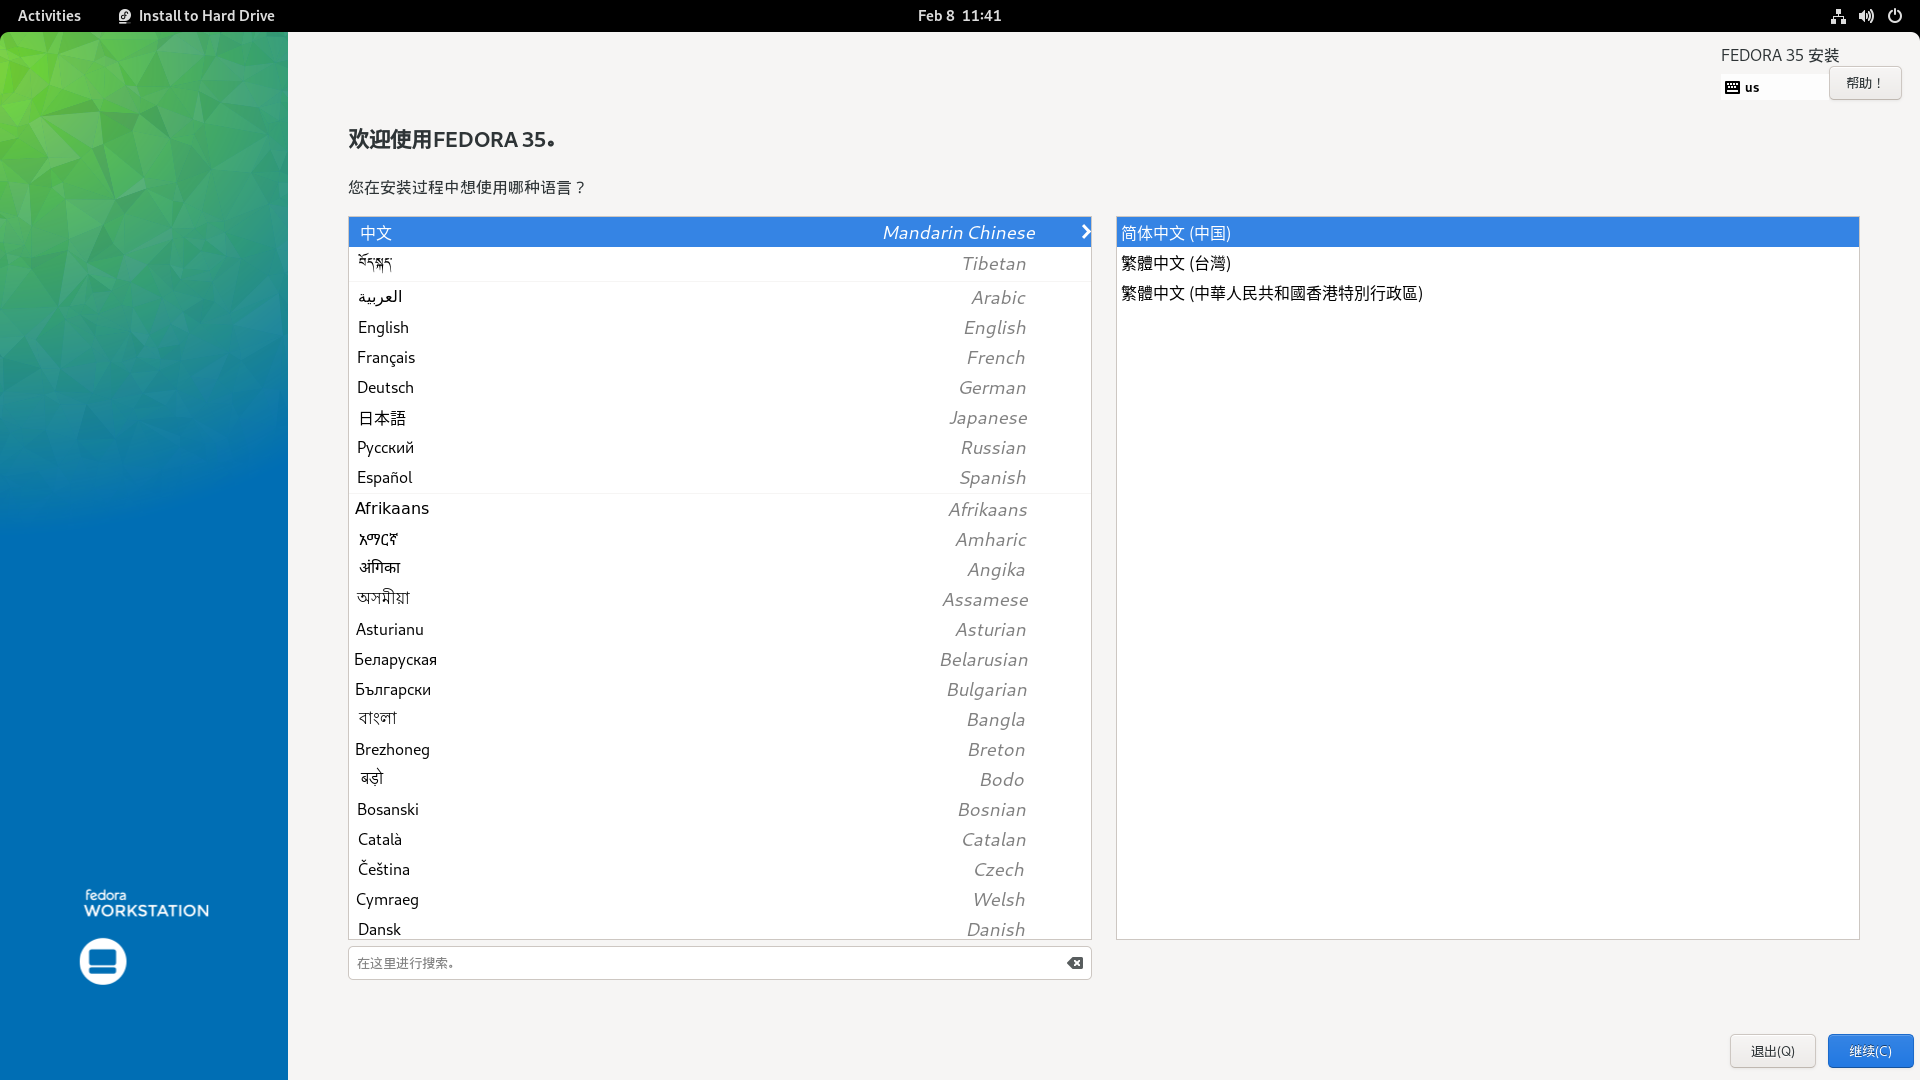 Activities Install to Hard Drive Feb 8 11:41
FEDORA 35 安装
us 帮助！
欢迎使用FEDORA 35。
您在安装过程中想使用哪种语言？
中文 Mandarin Chinese
བོད་སྐད་ Tibetan
العربية Arabic
English English
Français French
Deutsch German
日本語 Japanese
Русский Russian
Español Spanish
Afrikaans Afrikaans
አማርኛ Amharic
अंगिका Angika
অসমীয়া Assamese
Asturianu Asturian
Беларуская Belarusian
Български Bulgarian
বাংলা Bangla
Brezhoneg Breton
बड़ो Bodo
Bosanski Bosnian
Català Catalan
Čeština Czech
Cymraeg Welsh
Dansk Danish
简体中文 (中国)
繁體中文 (台灣)
繁體中文 (中華人民共和國香港特別行政區)
在这里进行搜索。
fedora
WORKSTATION
退出(Q) 继续(C)